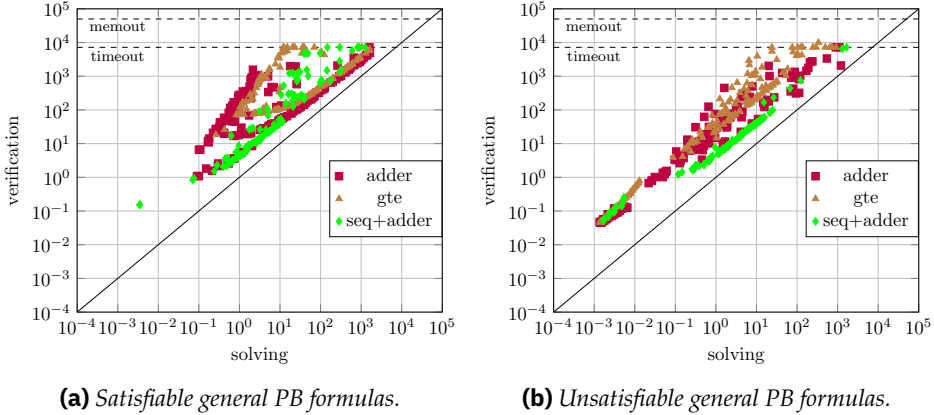 10^5
10^4
10^3
10^2
10^1
10^0
10^−1
10^−2
10^−3
10^−4
verification
memout
timeout
adder
gte
seq+adder
10^−4 10^−3 10^−2 10^−1 10^0 10^1 10^2 10^3 10^4 10^5
solving
(a) Satisfiable general PB formulas.
10^5
10^4
10^3
10^2
10^1
10^0
10^−1
10^−2
10^−3
10^−4
verification
memout
timeout
adder
gte
seq+adder
10^−4 10^−3 10^−2 10^−1 10^0 10^1 10^2 10^3 10^4 10^5
solving
(b) Unsatisfiable general PB formulas.